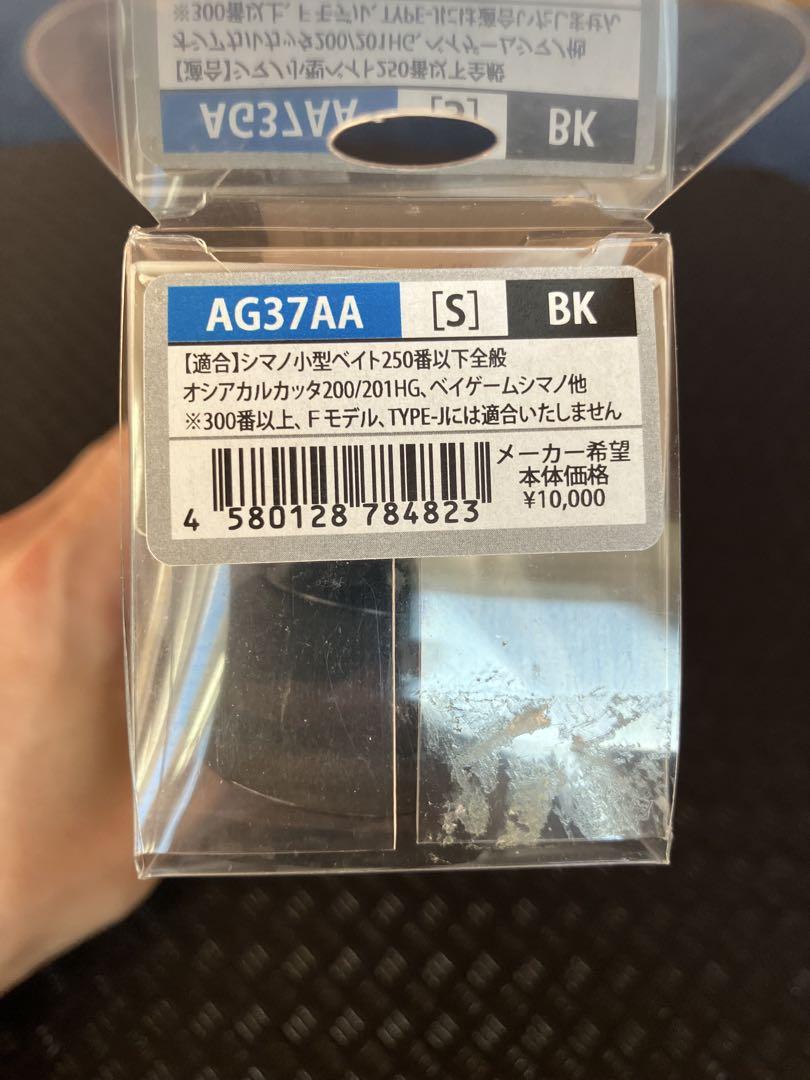 AG37AA [S] BK
【適合】シマノ小型ベイト250番以下全般
オシアカルカッタ200/201HG、ベイゲームシマノ他
※300番以上、Fモデル、TYPE-Jには適合いたしません
メーカー希望
本体価格
¥10,000
4 580128 784823